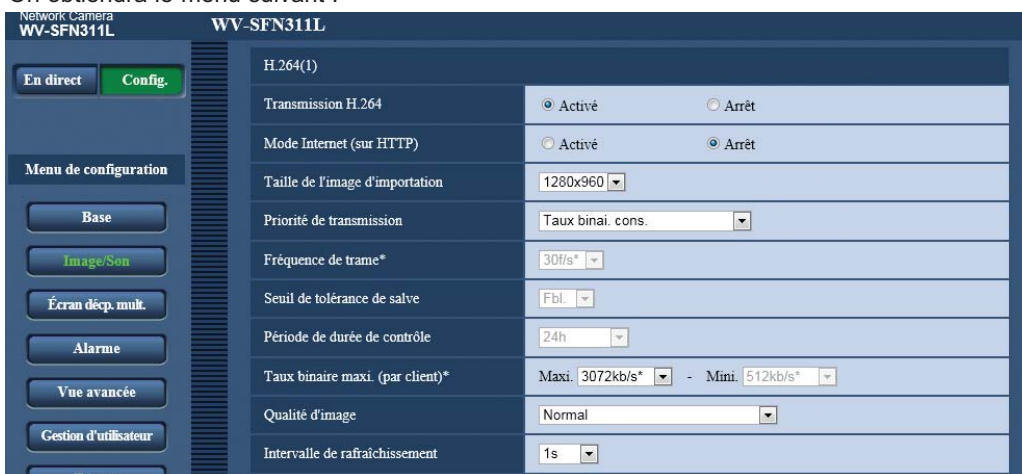 On obtiendra le menu suivant :
Network Camera
WV-SFN311L
WV-SFN311L
En direct
Config.
Menu de configuration
Base
Image/Son
Écran décp. mult.
Alarme
Vue avancée
Gestion d'utilisateur
H.264(1)
Transmission H.264 Activé Arrêt
Mode Internet (sur HTTP) Activé Arrêt
Taille de l'image d'importation 1280x960
Priorité de transmission Taux binai. cons.
Fréquence de trame* 30f/s*
Seuil de tolérance de salve Fbl.
Période de durée de contrôle 24h
Taux binaire maxi. (par client)* Maxi. 3072kb/s* - Mini. 512kb/s*
Qualité d'image Normal
Intervalle de rafraîchissement 1s